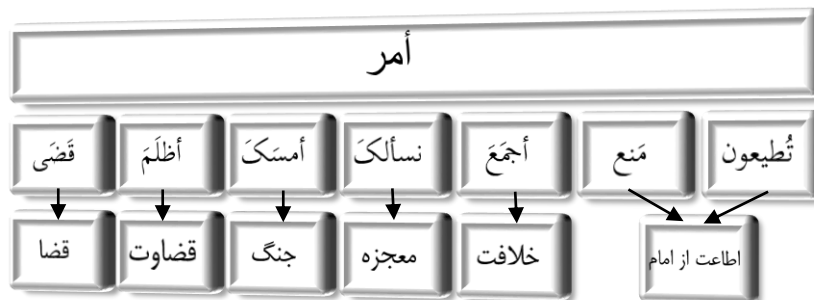 أمر
تُطیعون مَنع أجمَعَ نسألکَ أمسَکَ أظلَمَ قَضَی
اطاعت از امام خلافت معجزه جنگ قضاوت قضا